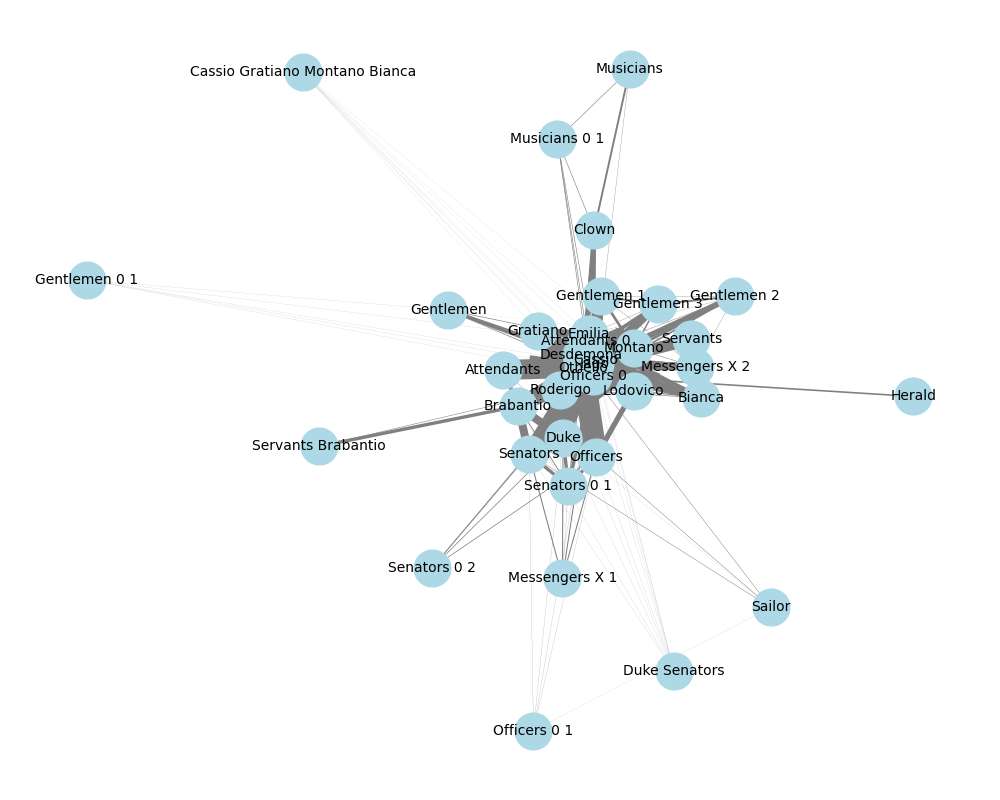 Musicians
Cassio Gratiano Montano Bianca
Musicians 0 1
Clown
Gentlemen 0 1
Gentlemen 1
Gentlemen 2
Gentlemen 3
Gentlemen
Gratiano
Emilia
Servants
Attendants 0
Montano
Desdemona
Cassio
Othello
Messengers X 2
Attendants
Officers 0
Roderigo
Lodovico
Herald
Bianca
Brabantio
Duke
Servants Brabantio
Senators
Officers
Senators 0 1
Senators 0 2
Messengers X 1
Sailor
Duke Senators
Officers 0 1